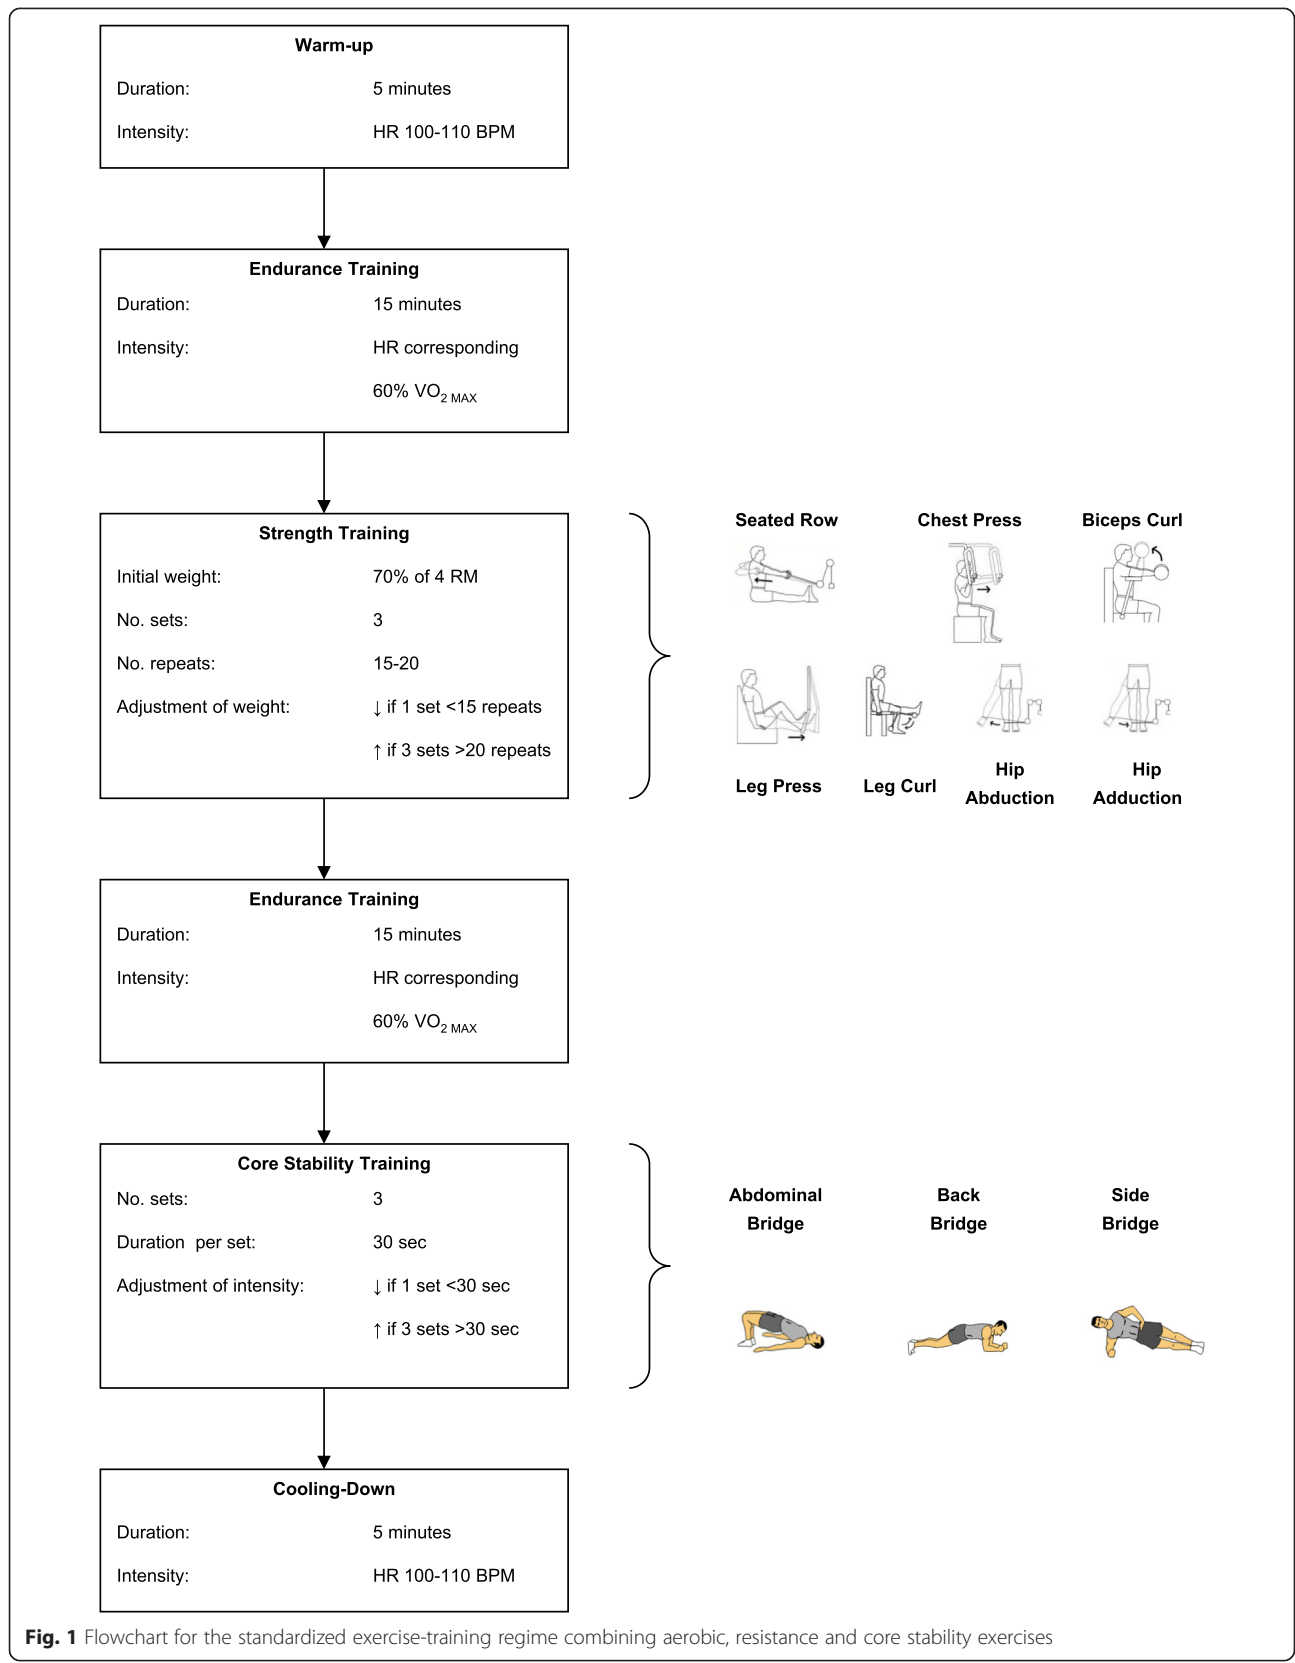 Warm-up
Duration: 5 minutes
Intensity: HR 100-110 BPM
Endurance Training
Duration: 15 minutes
Intensity: HR corresponding
60% VO2 MAX
Strength Training
Initial weight: 70% of 4 RM
No. sets: 3
No. repeats: 15-20
Adjustment of weight: ↓ if 1 set <15 repeats
↑ if 3 sets >20 repeats
Seated Row Chest Press Biceps Curl
Leg Press Leg Curl
Hip
Abduction
Hip
Adduction
Endurance Training
Duration: 15 minutes
Intensity: HR corresponding
60% VO2 MAX
Core Stability Training
No. sets: 3
Duration  per set: 30 sec
Adjustment of intensity: ↓ if 1 set <30 sec
↑ if 3 sets >30 sec
Abdominal
Bridge
Back
Bridge
Side
Bridge
Cooling-Down
Duration: 5 minutes
Intensity: HR 100-110 BPM
Fig. 1 Flowchart for the standardized exercise-training regime combining aerobic, resistance and core stability exercises